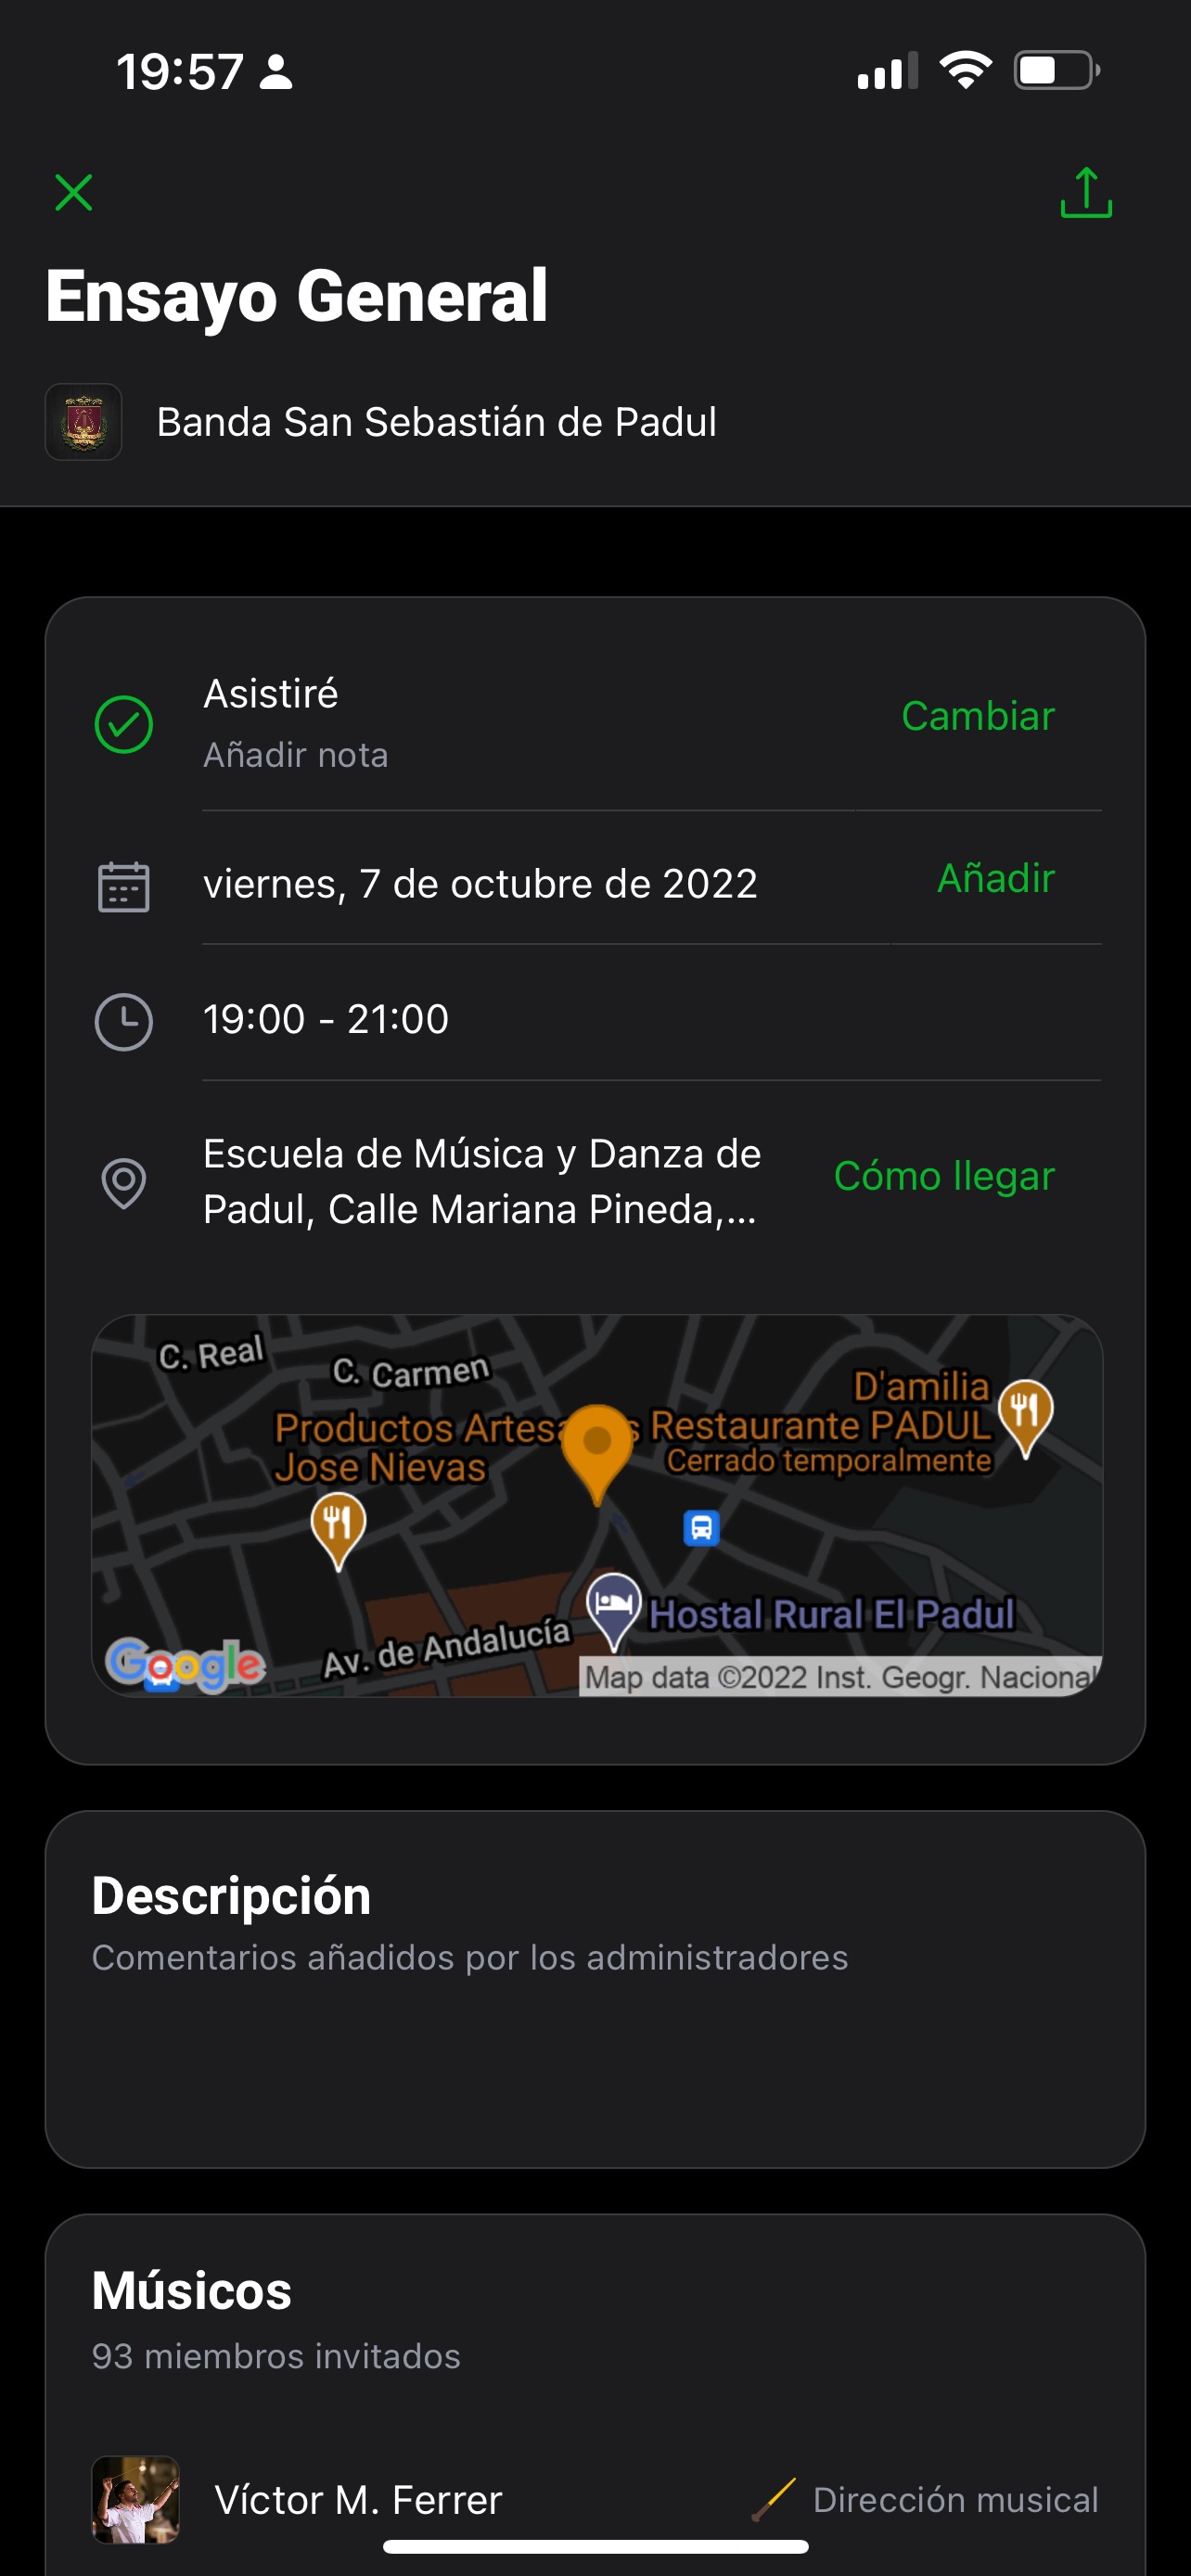 19:57
Ensayo General
Banda San Sebastián de Padul
Asistiré
Cambiar
Añadir nota
viernes, 7 de octubre de 2022
Añadir
19:00 - 21:00
Escuela de Música y Danza de
Padul, Calle Mariana Pineda,...
Cómo llegar
C. Real
C. Carmen
D'amilia
Restaurante PADUL
Cerrado temporalmente
Productos
Jose Nievas
Hostal Rural El Padul
Av. de Andalucía
Google
Map data ©2022 Inst. Geogr. Nacional
Descripción
Comentarios añadidos por los administradores
Músicos
93 miembros invitados
Víctor M. Ferrer
Dirección musical